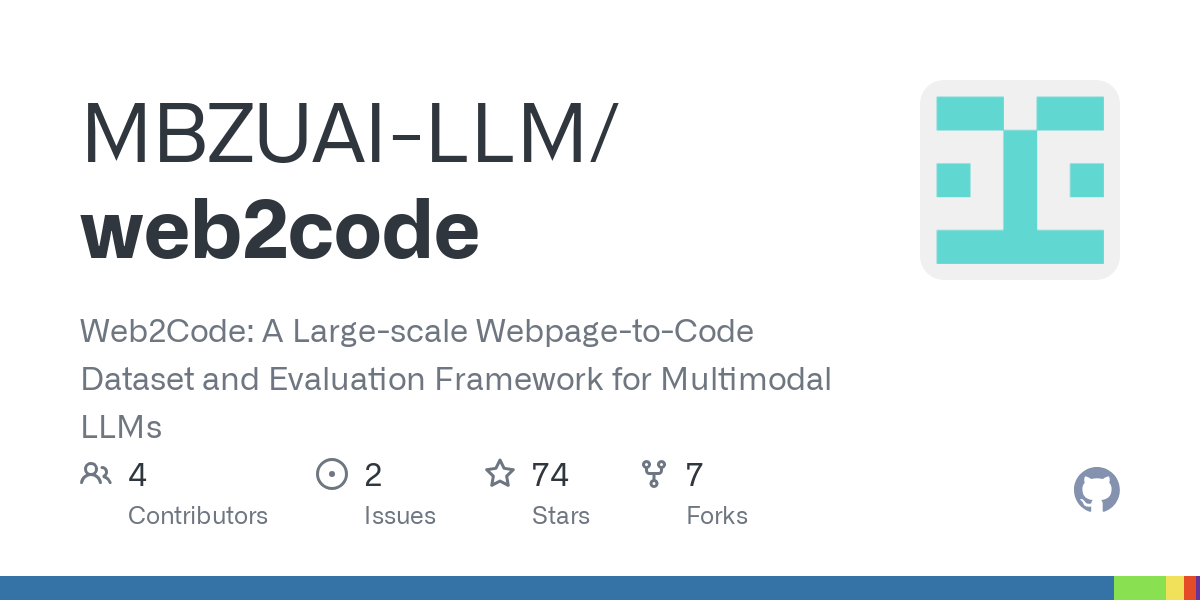 MBZUAI-LLM/
web2code
Web2Code: A Large-scale Webpage-to-Code
Dataset and Evaluation Framework for Multimodal
LLMs
4 2 74 7
Contributors Issues Stars Forks